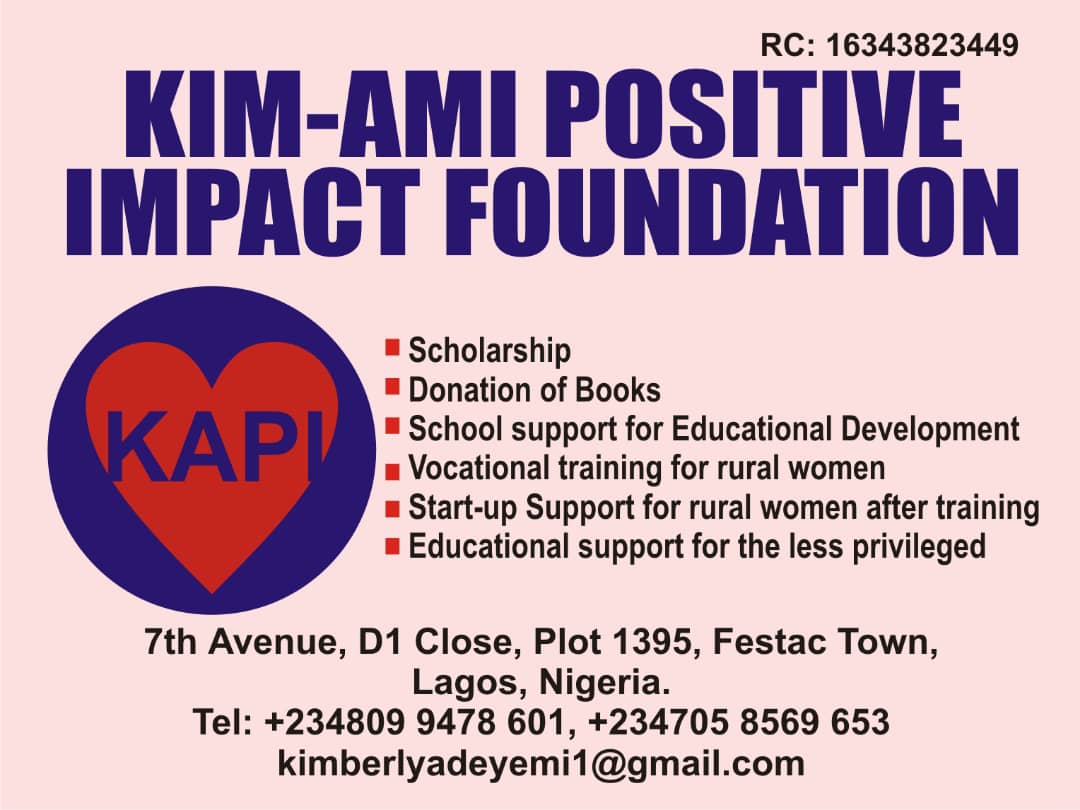 RC: 16343823449
KIM-AMI POSITIVE
IMPACT FOUNDATION
KAPI
Scholarship
Donation of Books
School support for Educational Development
Vocational training for rural women
Start-up Support for rural women after training
Educational support for the less privileged
7th Avenue, D1 Close, Plot 1395, Festac Town,
Lagos, Nigeria.
Tel: +234809 9478 601, +234705 8569 653
kimberlyadeyemi1@gmail.com